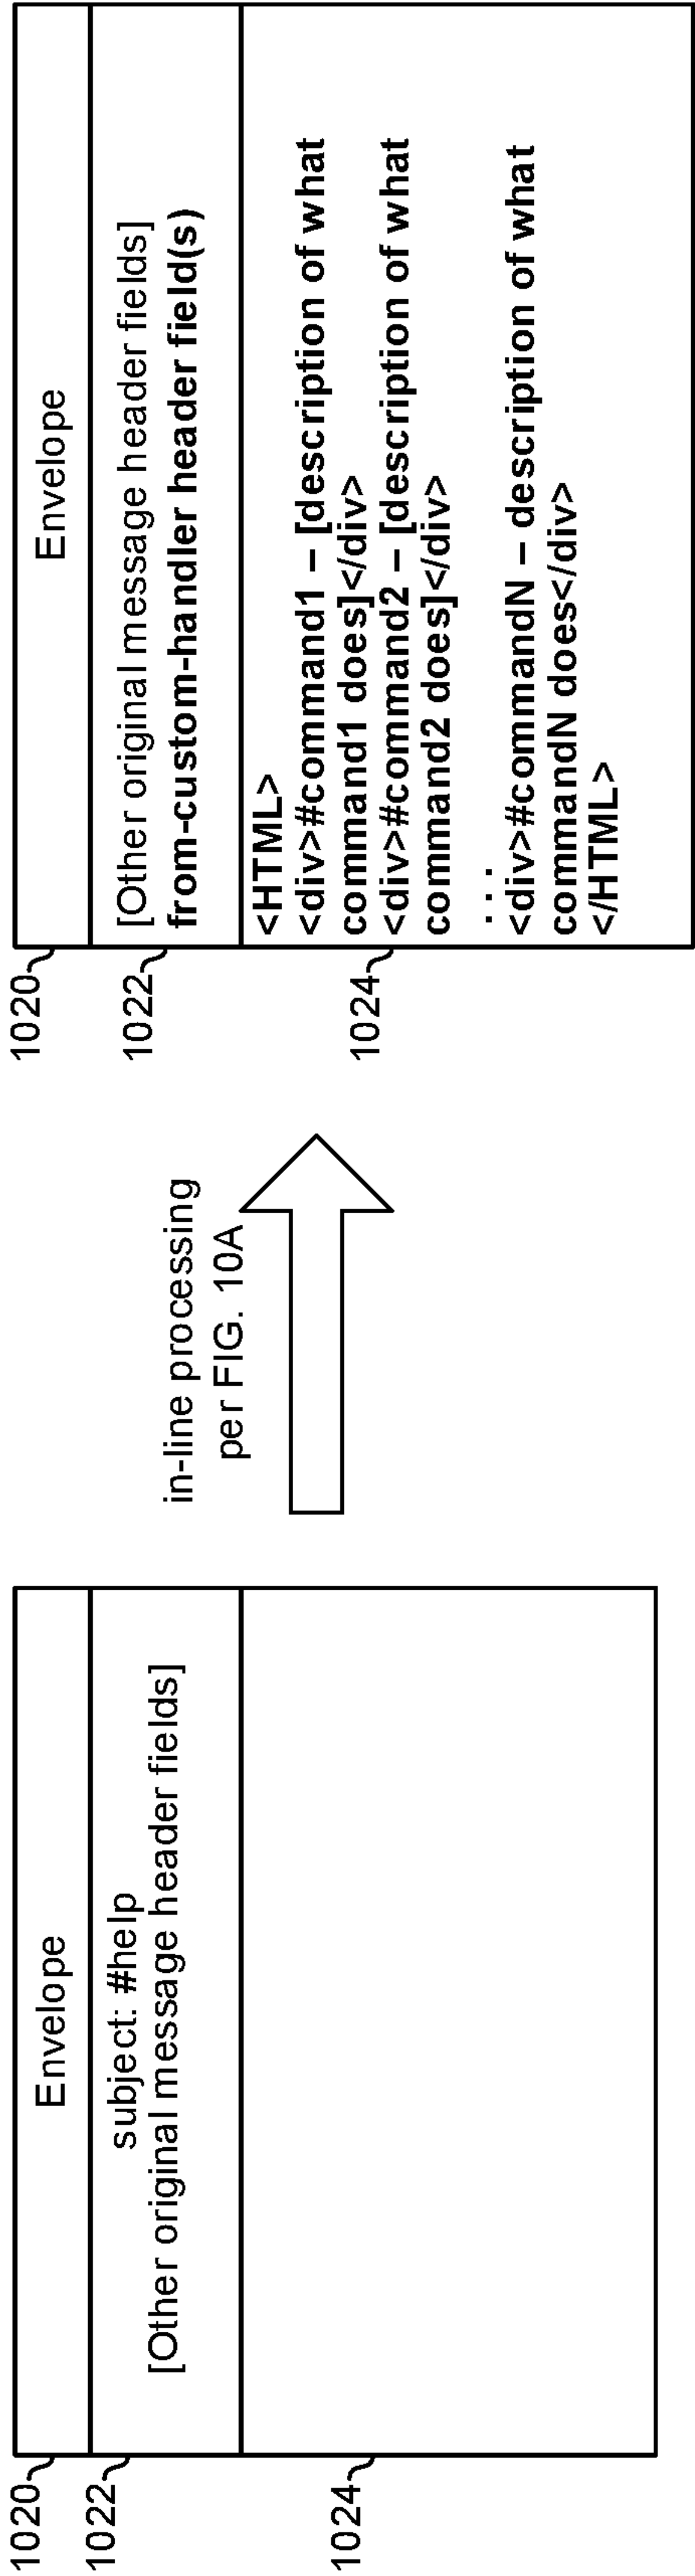 1020
Envelope
1022
subject: #help
[Other original message header fields]
1024
in-line processing
per FIG. 10A
1020
Envelope
1022
[Other original message header fields]
from-custom-handler header field(s)
1024
<HTML>
<div>#command1 – [description of what
command1 does]</div>
<div>#command2 – [description of what
command2 does]</div>
. . .
<div>#commandN – description of what
commandN does</div>
</HTML>